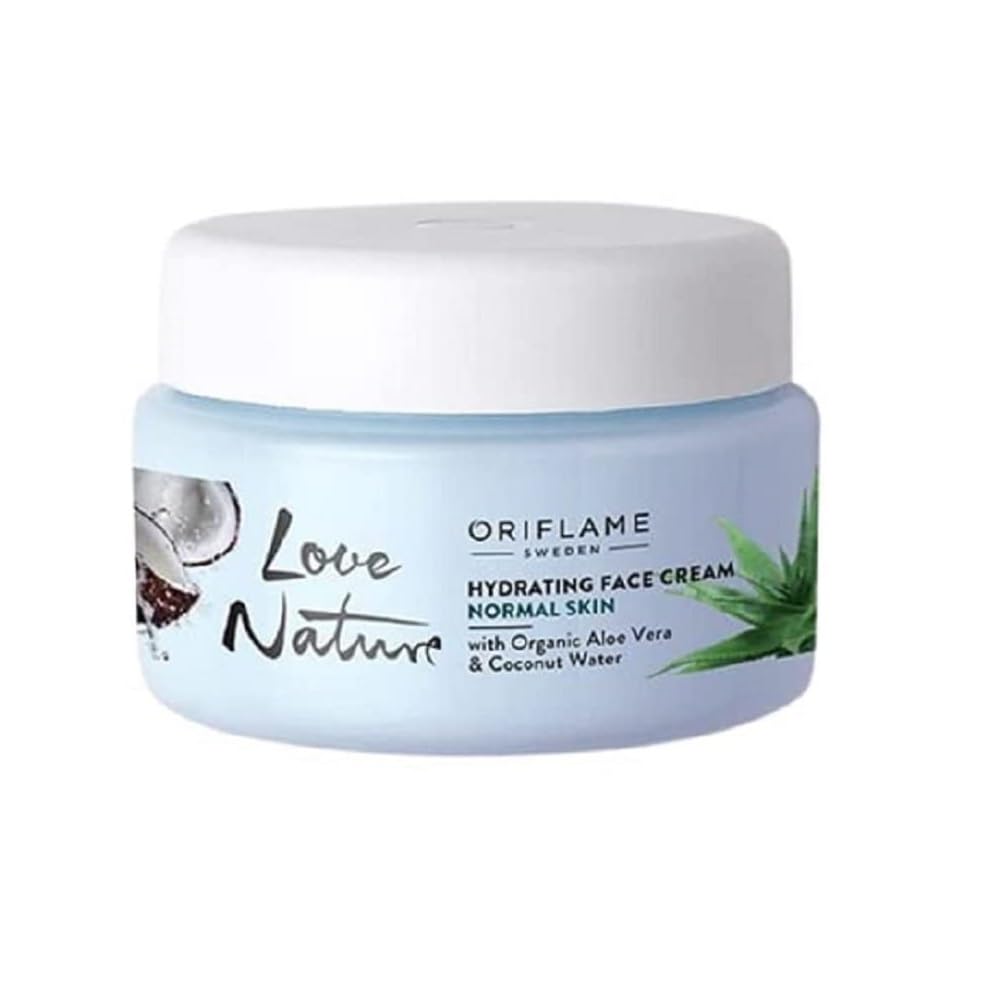 Love
Nature
ORIFLAME
SWEDEN
HYDRATING FACE CREAM
NORMAL SKIN
with Organic Aloe Vera
& Coconut Water